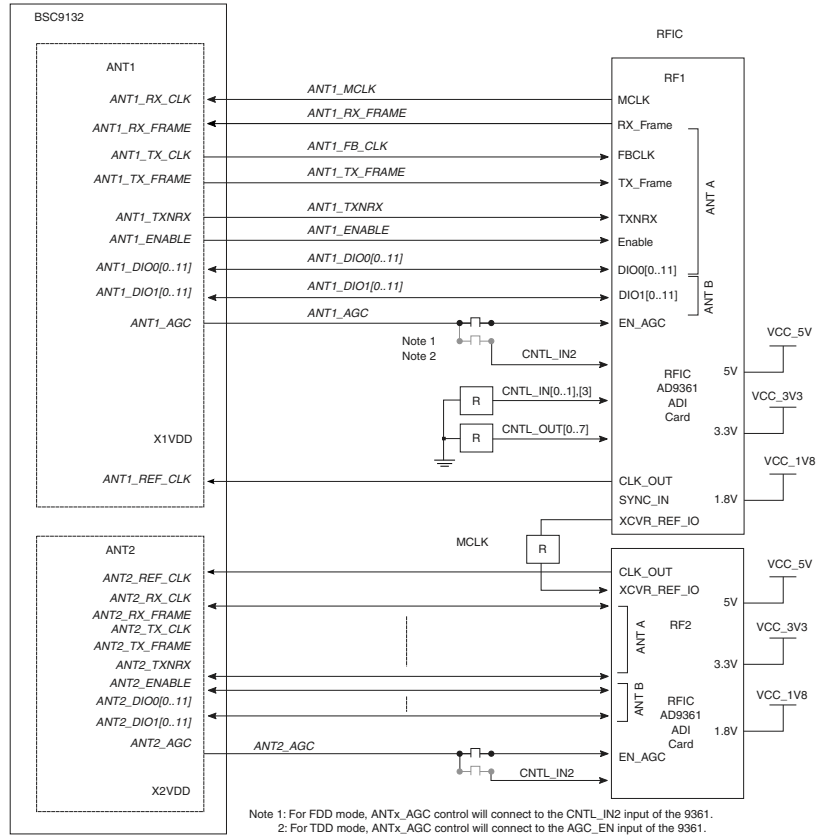 BSC9132
RFIC
ANT1
RF1
ANT1_RX_CLK
ANT1_MCLK
MCLK
ANT1_RX_FRAME
ANT1_RX_FRAME
RX_Frame
ANT1_TX_CLK
ANT1_FB_CLK
FBCLK
ANT1_TX_FRAME
ANT1_TX_FRAME
TX_Frame
ANT A
ANT1_TXNRX
ANT1_TXNRX
TXNRX
ANT1_ENABLE
ANT1_ENABLE
Enable
ANT1_DIO0[0..11]
ANT1_DIO0[0..11]
DIO0[0..11]
ANT1_DIO1[0..11]
ANT1_DIO1[0..11]
DIO1[0..11]
ANT B
ANT1_AGC
ANT1_AGC
EN_AGC
Note 1
Note 2
CNTL_IN2
VCC_5V
5V
RFIC
AD9361
ADI
Card
R
CNTL_IN[0..1],[3]
VCC_3V3
3.3V
R
CNTL_OUT[0..7]
X1VDD
VCC_1V8
1.8V
ANT1_REF_CLK
CLK_OUT
SYNC_IN
XCVR_REF_IO
MCLK
R
ANT2
ANT2_REF_CLK
CLK_OUT
VCC_5V
5V
XCVR_REF_IO
ANT2_RX_CLK
ANT2_RX_FRAME
ANT2_TX_CLK
ANT2_TX_FRAME
ANT2_TXNRX
ANT2_ENABLE
ANT2_DIO0[0..11]
ANT2_DIO1[0..11]
ANT A
RF2
VCC_3V3
3.3V
ANT B
RFIC
AD9361
ADI
Card
VCC_1V8
1.8V
ANT2_AGC
ANT2_AGC
EN_AGC
CNTL_IN2
X2VDD
Note 1: For FDD mode, ANTx_AGC control will connect to the CNTL_IN2 input of the 9361.
2: For TDD mode, ANTx_AGC control will connect to the AGC_EN input of the 9361.